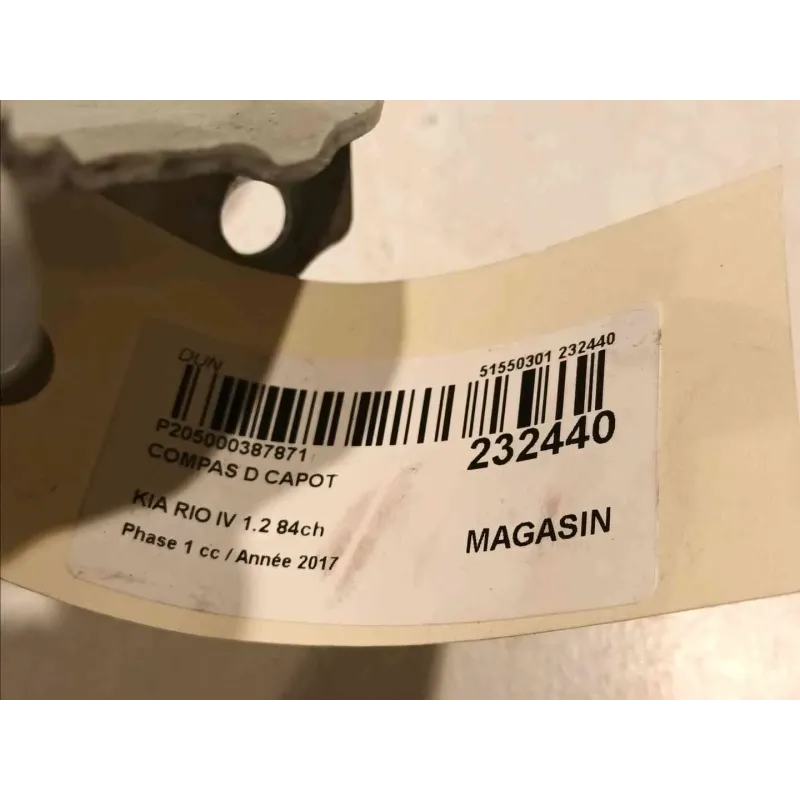 DUN
51550301 232440
P205000387871
232440
COMPAS D CAPOT
KIA RIO IV 1.2 84ch
MAGASIN
Phase 1 cc / Année 2017